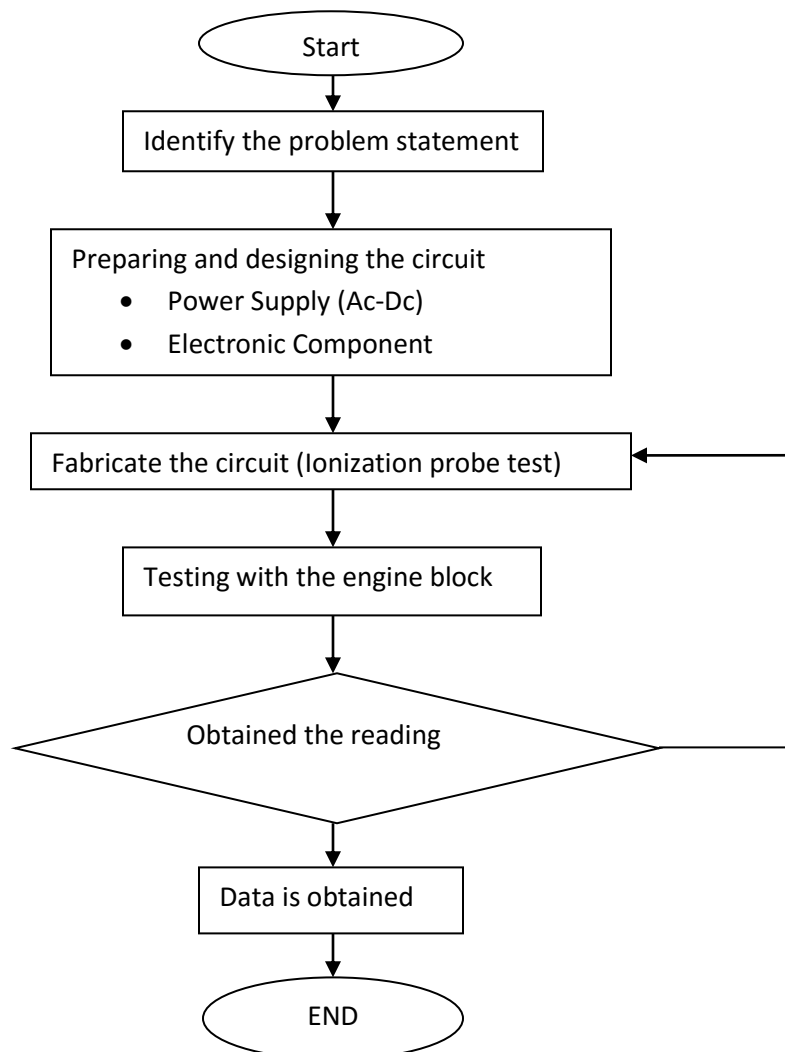 Start
Identify the problem statement
Preparing and designing the circuit
• Power Supply (Ac-Dc)
• Electronic Component
Fabricate the circuit (Ionization probe test)
Testing with the engine block
Obtained the reading
Data is obtained
END